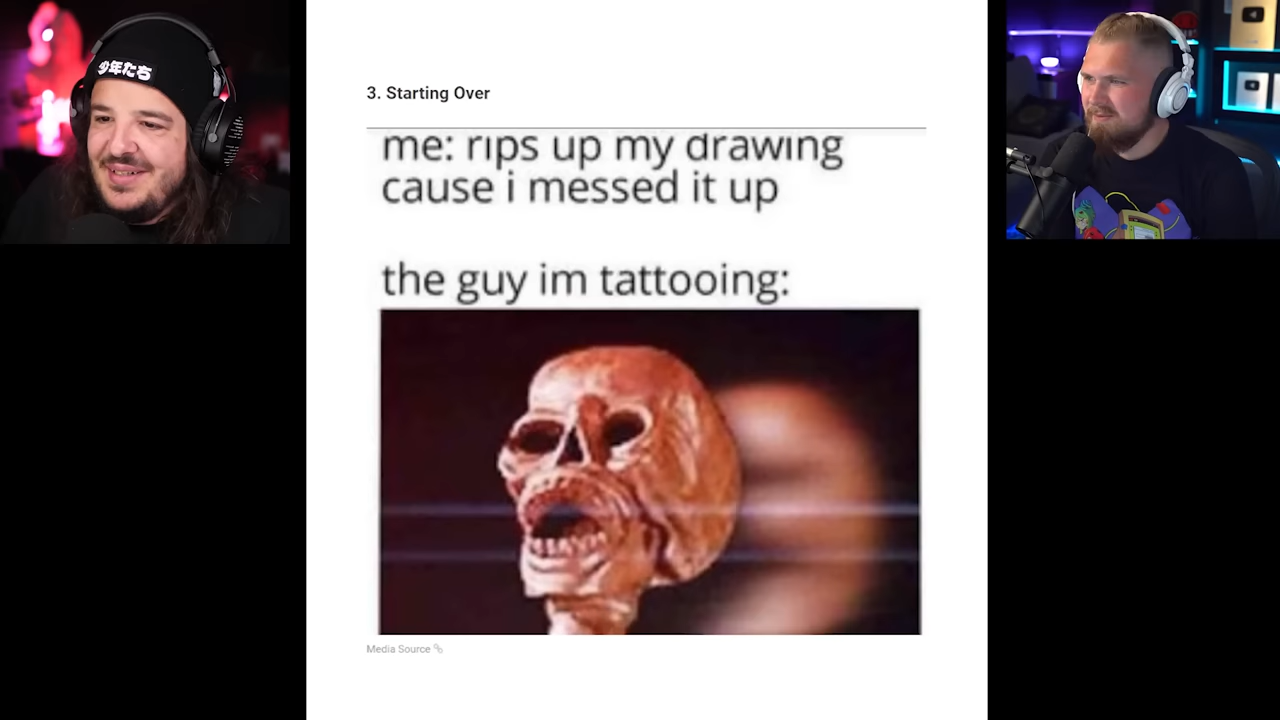 少年たち
3. Starting Over
me: rips up my drawing
cause i messed it up
the guy im tattooing:
Media Source